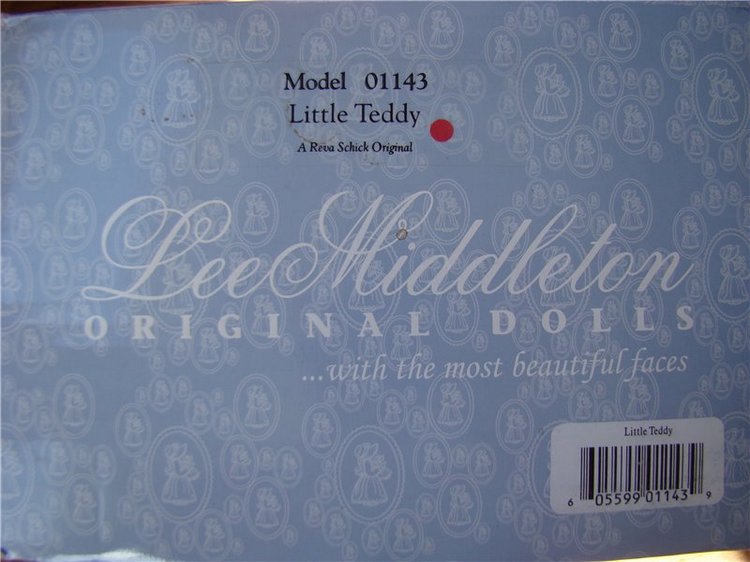 Model 01143
Little Teddy
A Reva Schick Original
Lee Middleton
ORIGINAL DOLLS
...with the most beautiful faces
Little Teddy
6 05599 01143 9